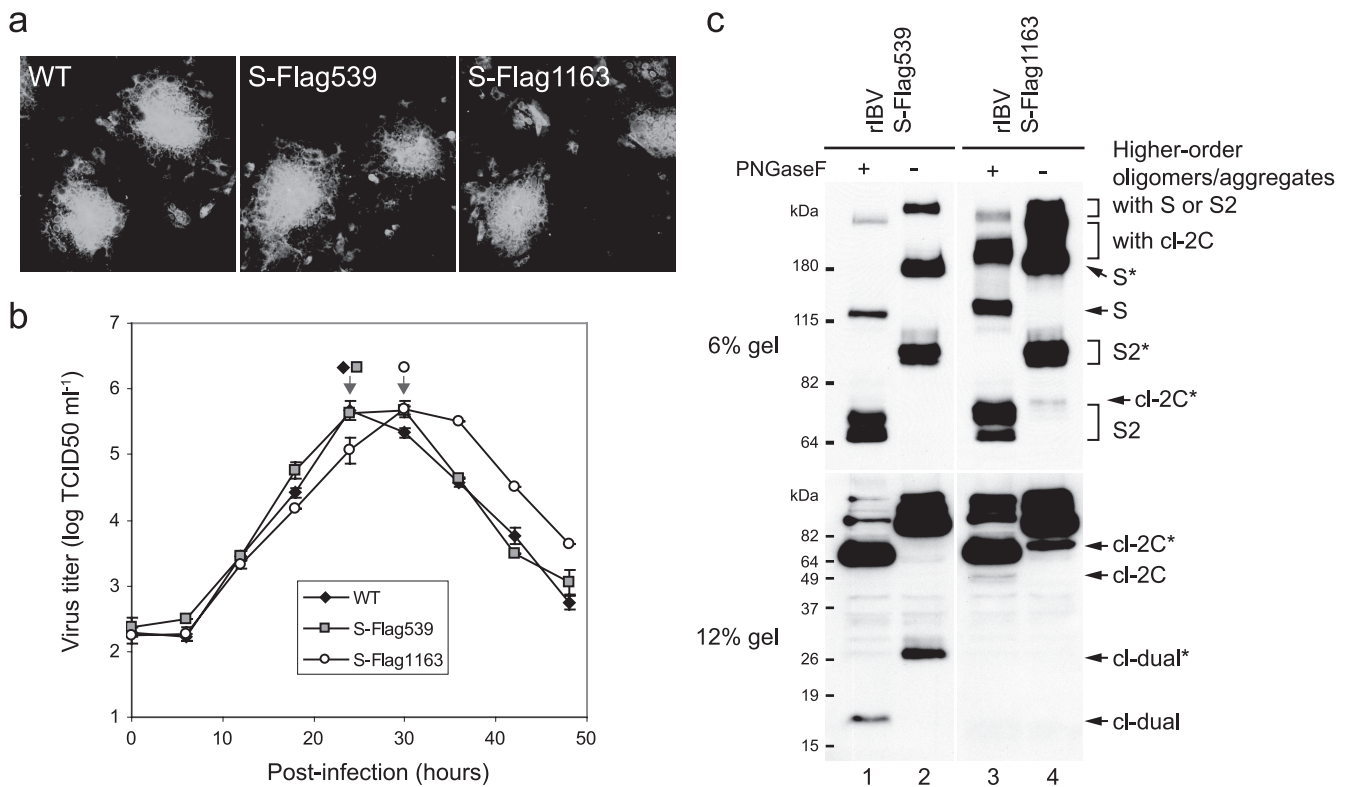 a
WT
S-Flag539
S-Flag1163
b
Virus titer (log TCID50 ml-1)
7
6
5
4
3
2
1
0
10
20
30
40
50
Post-infection (hours)
WT
S-Flag539
S-Flag1163
c
rIBV
S-Flag539
rIBV
S-Flag1163
PNGaseF
+
-
+
-
Higher-order
oligomers/aggregates
with S or S2
with cl-2C
S*
S
S2*
cl-2C*
S2
6% gel
kDa
180
115
82
64
12% gel
kDa
82
64
49
37
26
19
15
cl-2C*
cl-2C
cl-dual*
cl-dual
1
2
3
4